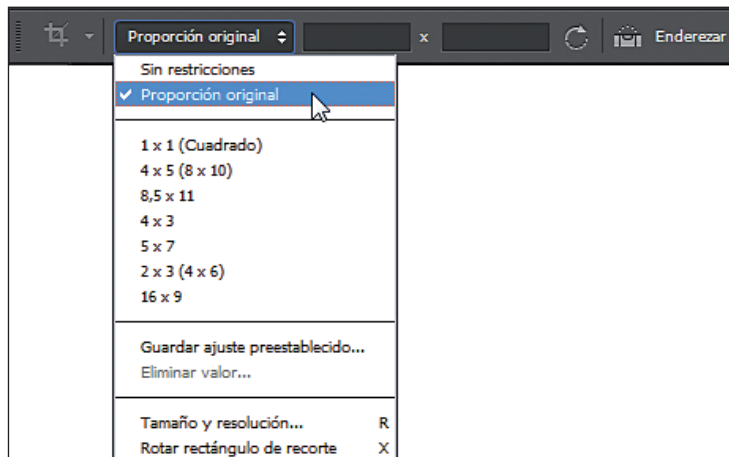 Proporción original x Enderezar
Sin restricciones
Proporción original
1 x 1 (Cuadrado)
4 x 5 (8 x 10)
8,5 x 11
4 x 3
5 x 7
2 x 3 (4 x 6)
16 x 9
Guardar ajuste preestablecido...
Eliminar valor...
Tamaño y resolución... R
Rotar rectángulo de recorte X